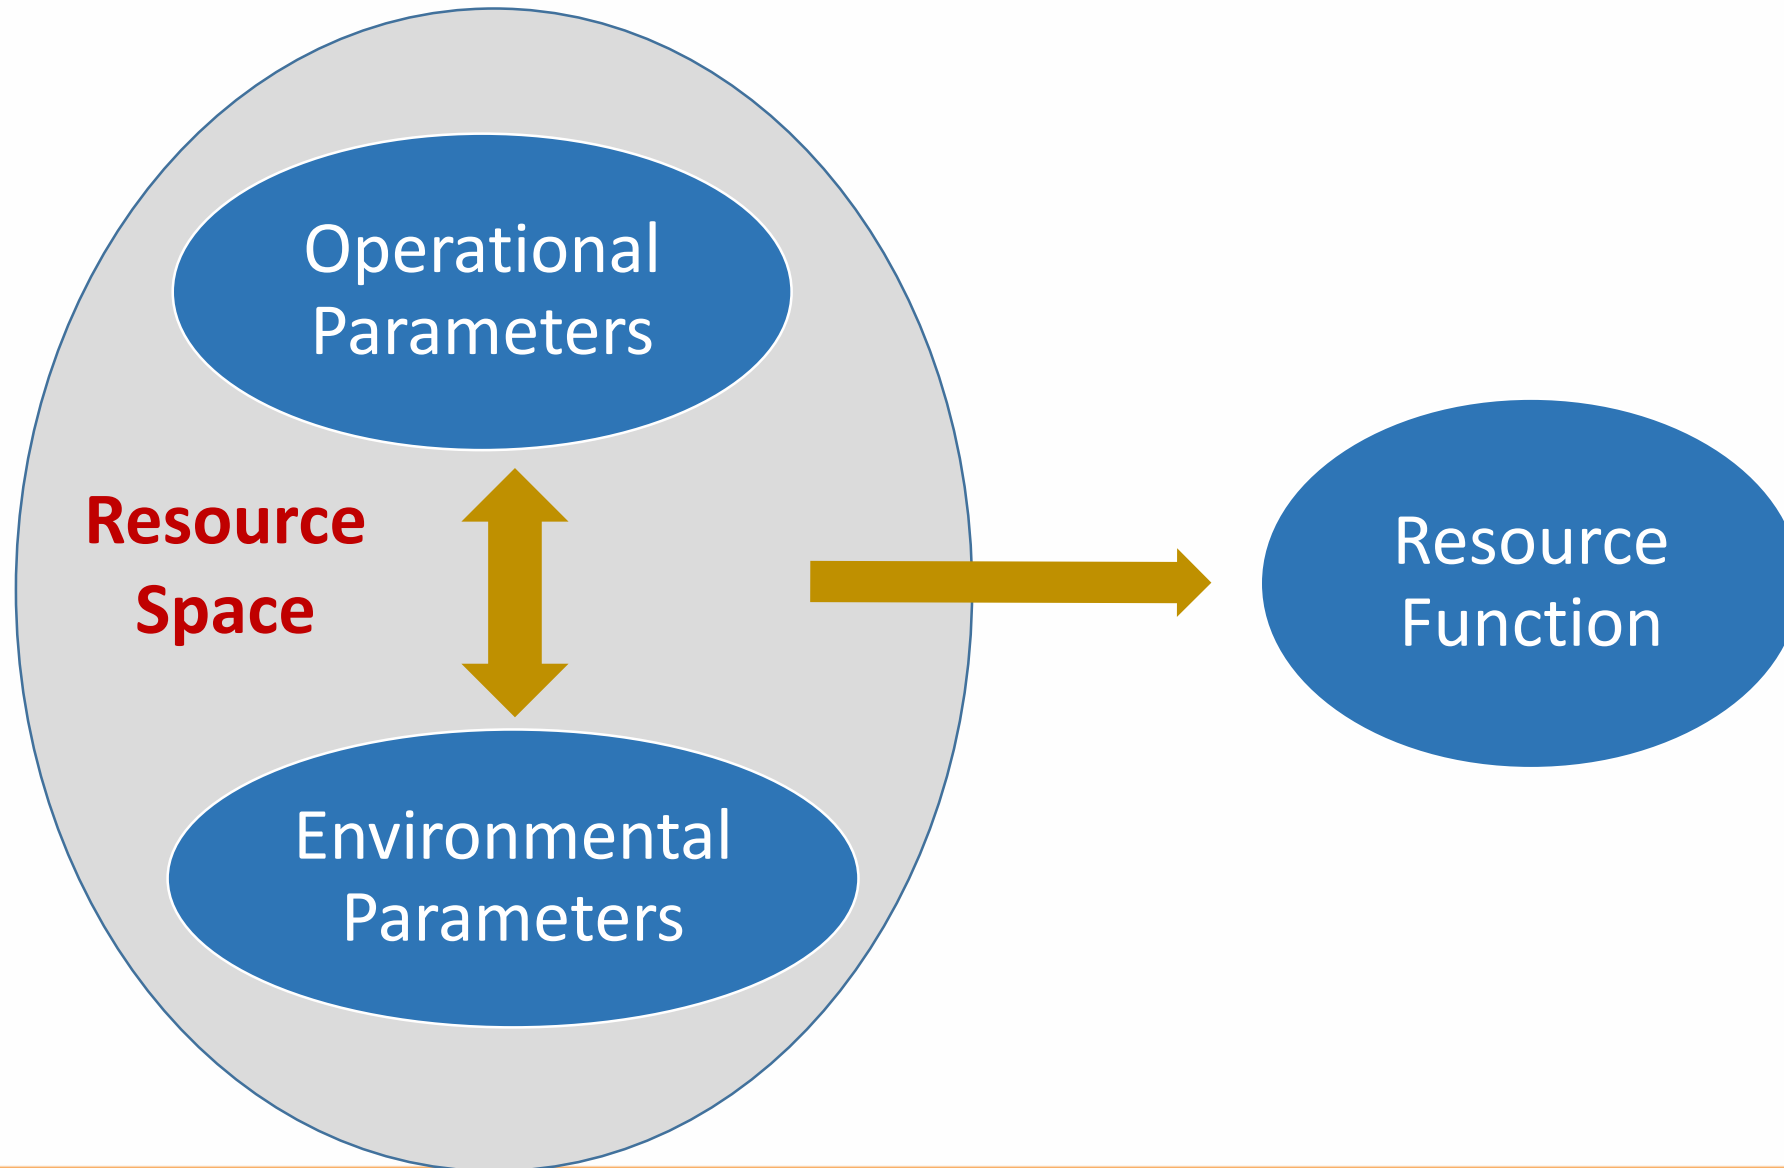 Operational
Parameters
Resource
Space
Environmental
Parameters
Resource
Function